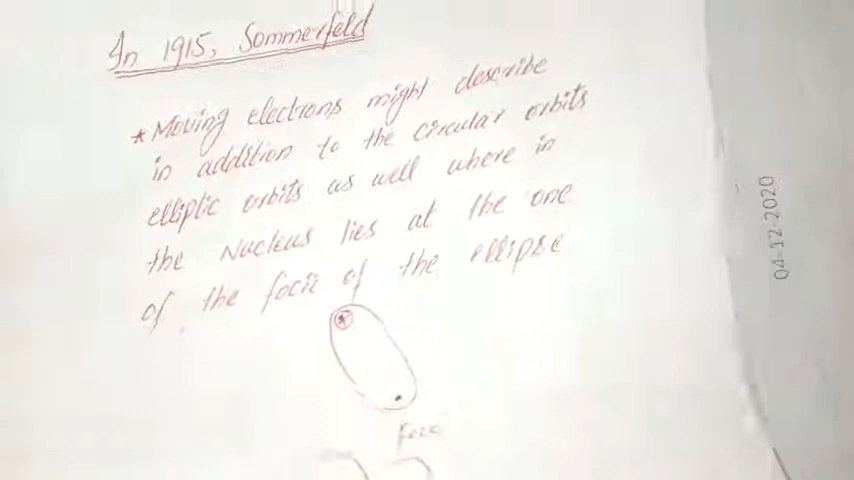 In 1915, Sommerfeld
* Moving electrons might describe
in addition to the circular orbits
elliptic orbits as well where in
the Nucleus lies at the one
of the focii of the ellipse
+
Foci
04-12-2020